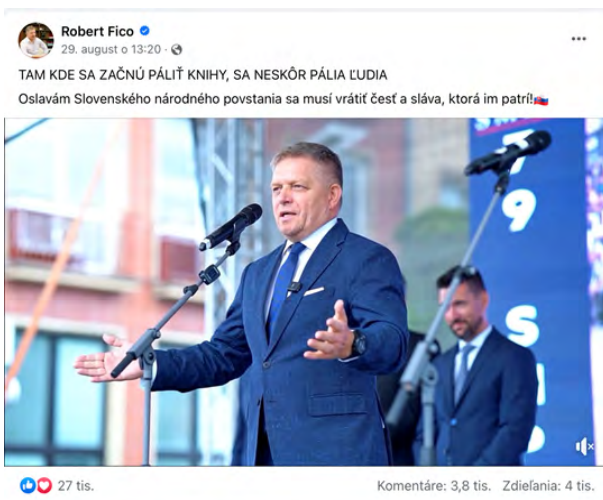 Robert Fico
29. august o 13:20 ·
TAM KDE SA ZAČNÚ PÁLIŤ KNIHY, SA NESKÔR PÁLIA ĽUDIA
Oslavám Slovenského národného povstania sa musí vrátiť česť a sláva, ktorá im patrí!
79
27 tis.
Komentáre: 3,8 tis. Zdieľania: 4 tis.